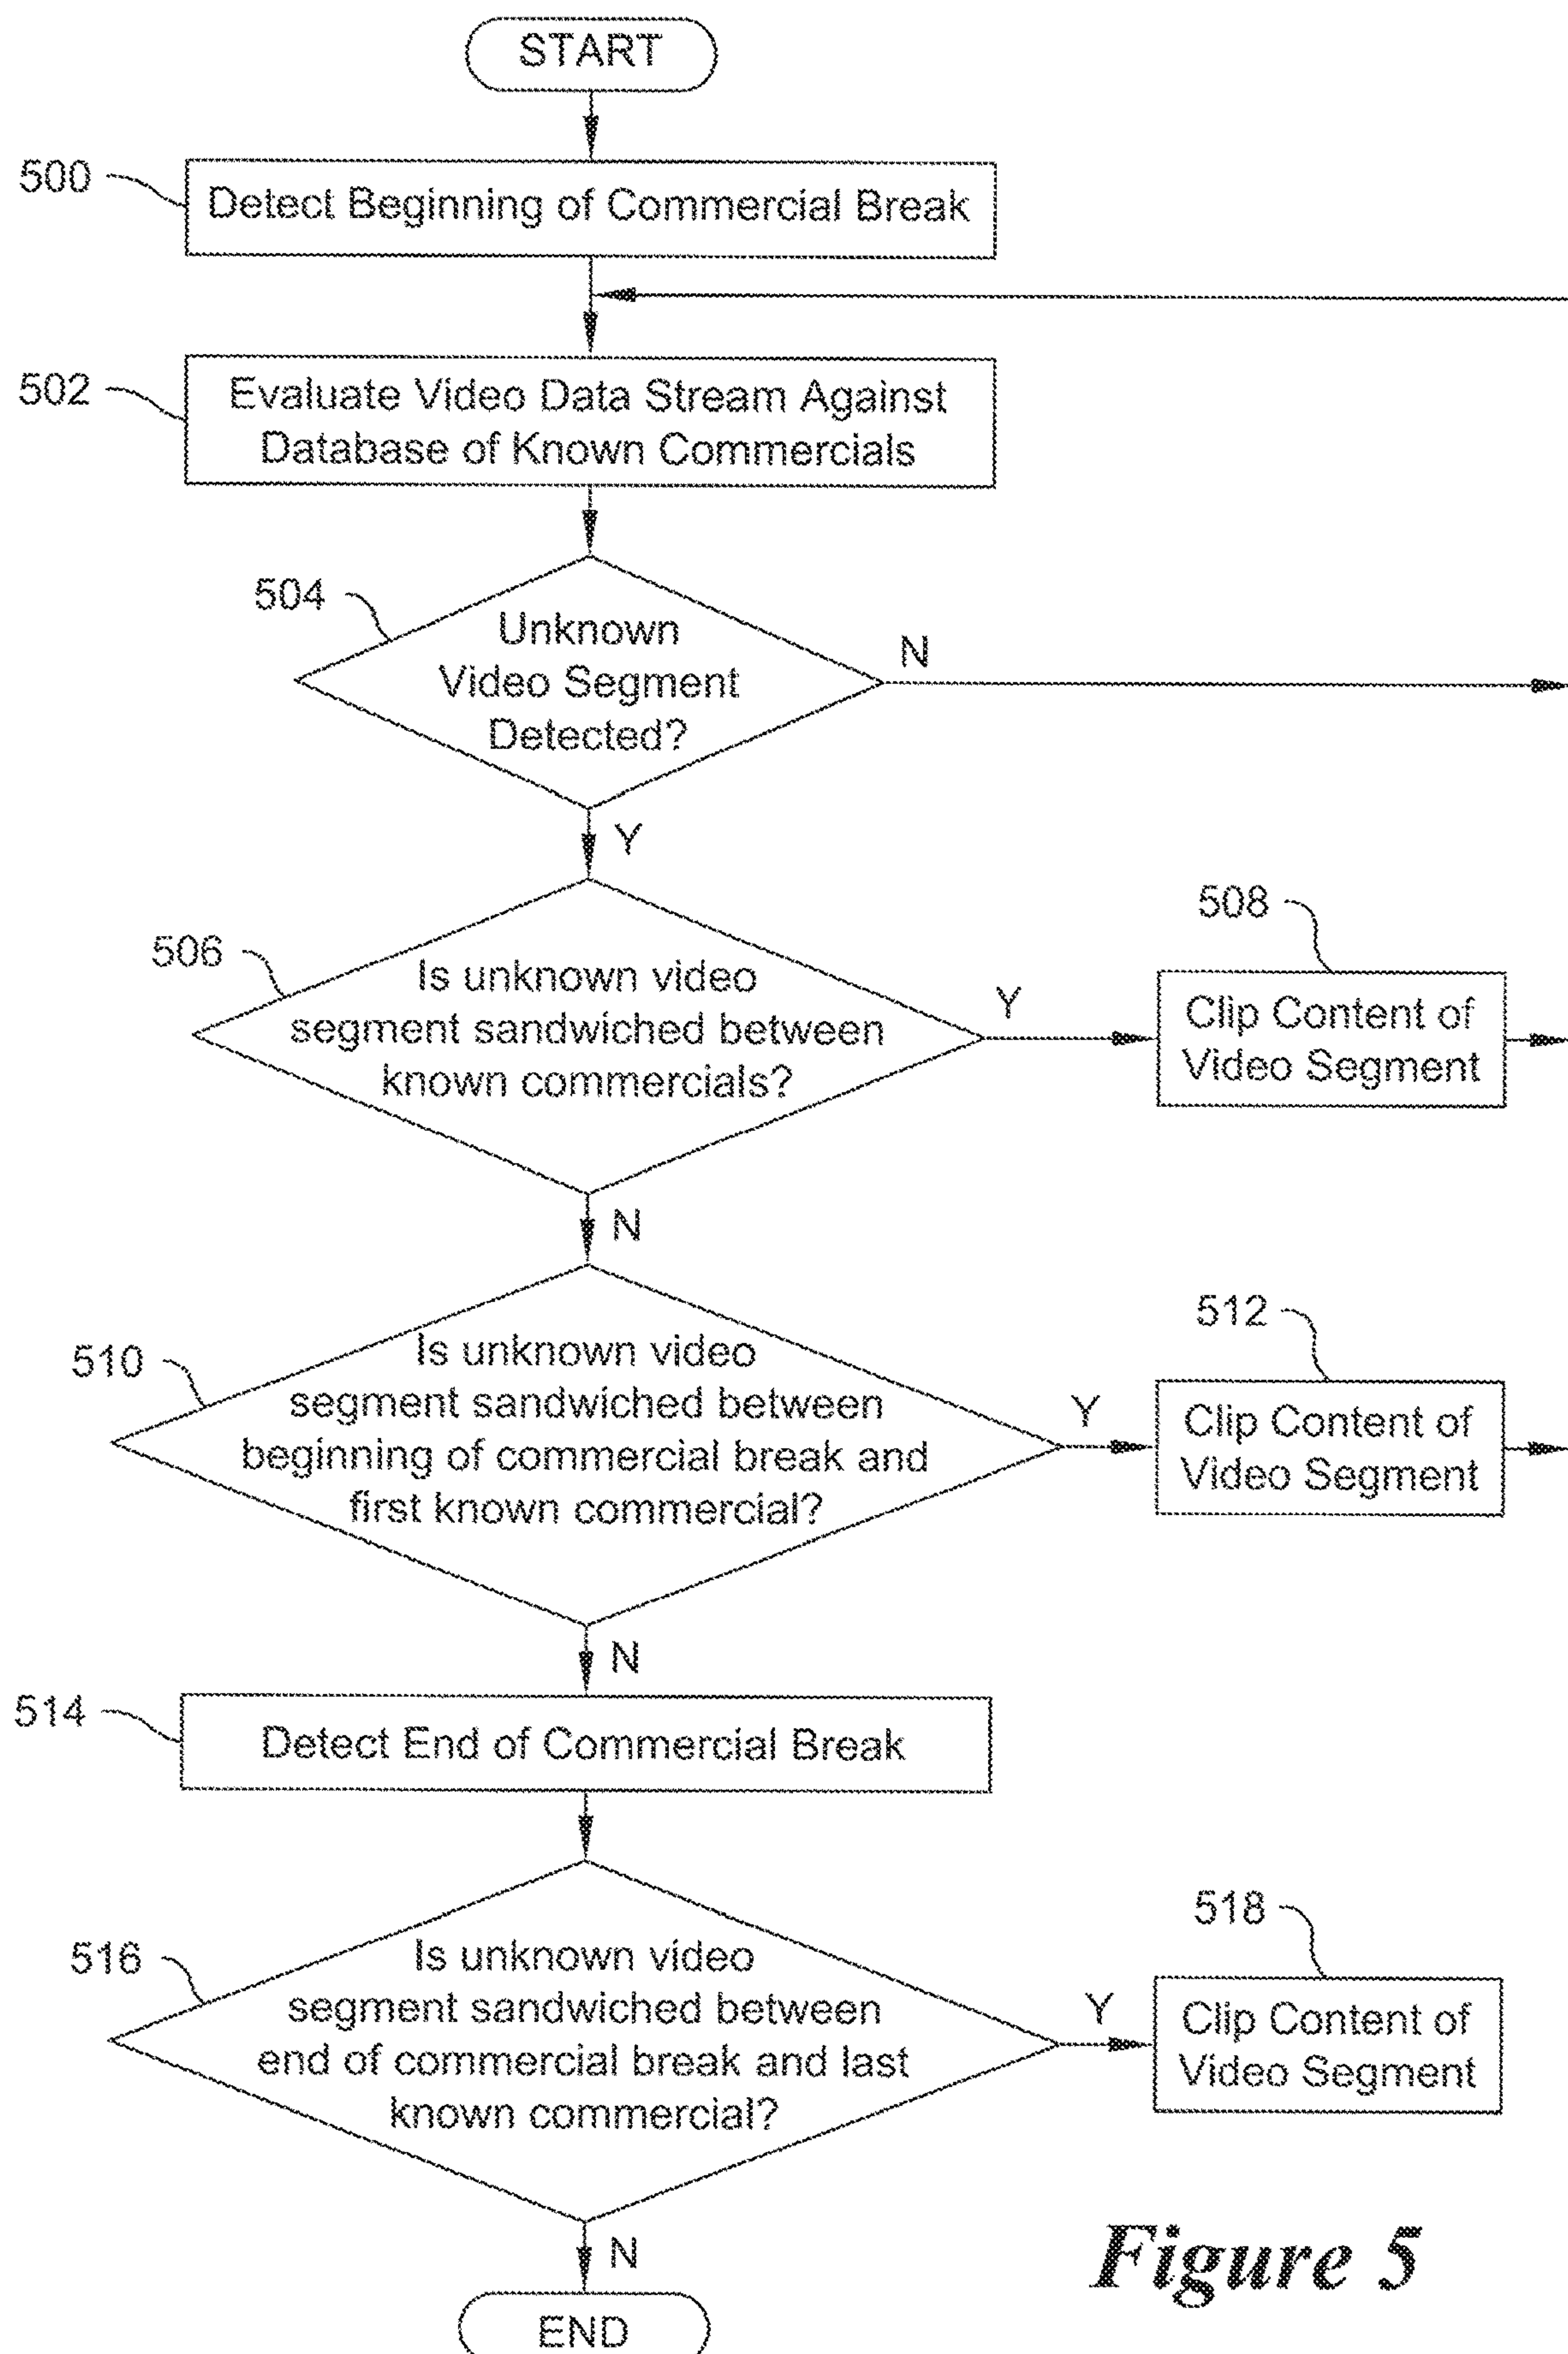 START
500
Detect Beginning of Commercial Break
502
Evaluate Video Data Stream Against
Database of Known Commercials
504
Unknown
Video Segment
Detected?
N
Y
506
Is unknown video
segment sandwiched between
known commercials?
Y
508
Clip Content of
Video Segment
N
510
Is unknown video
segment sandwiched between
beginning of commercial break and
first known commercial?
Y
512
Clip Content of
Video Segment
N
514
Detect End of Commercial Break
516
Is unknown video
segment sandwiched between
end of commercial break and last
known commercial?
Y
518
Clip Content of
Video Segment
N
END
Figure 5